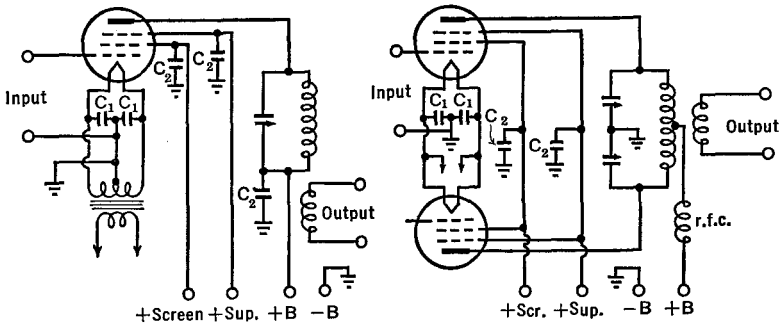 C₂
C₂
Input
C₁ C₁
C₂
Output
+Screen +Sup. +B −B
Input
C₁ C₁
C₂
C₂
Output
r.f.c.
+Scr. +Sup. −B +B